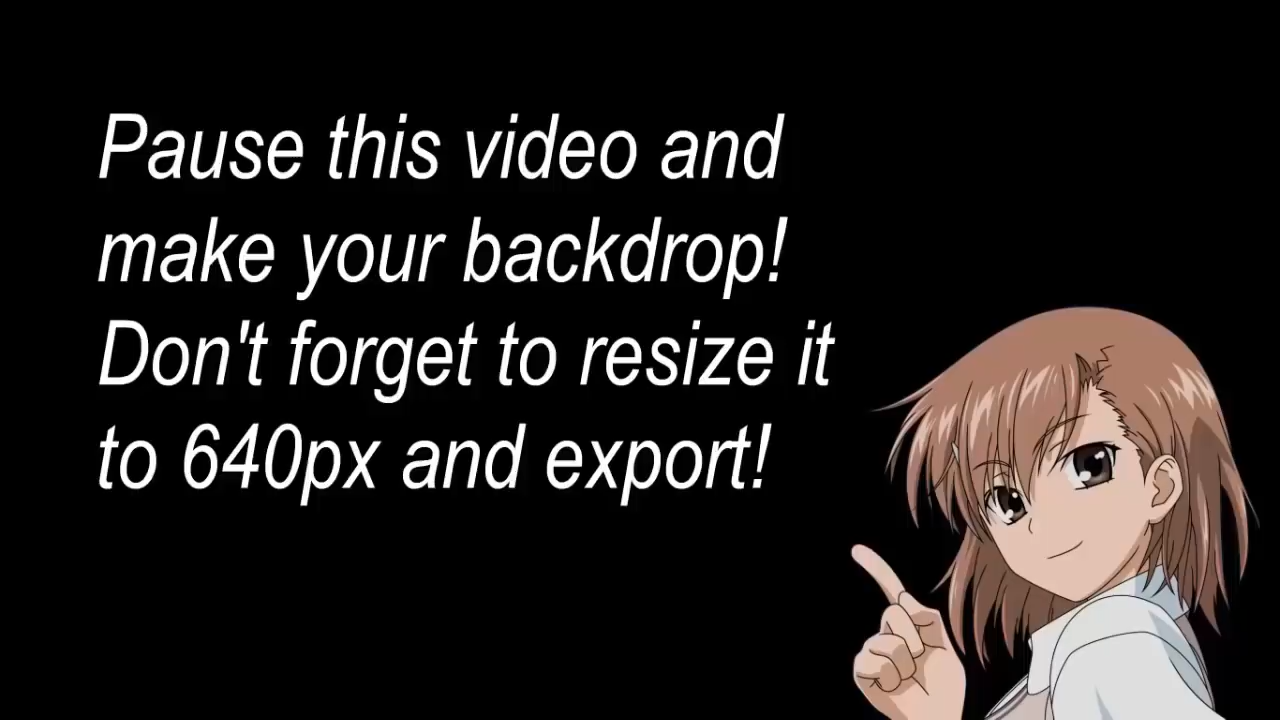 Pause this video and
make your backdrop!
Don't forget to resize it
to 640px and export!